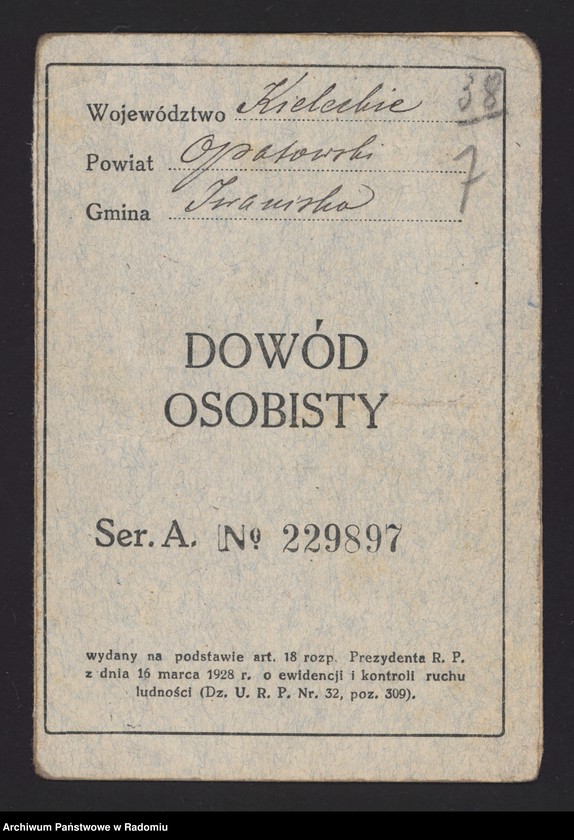 Województwo Kieleckie
38
Powiat Opatowski
7
Gmina Iwaniska
DOWÓD
OSOBISTY
Ser. A. No 229897
wydany na podstawie art. 18 rozp. Prezydenta R. P.
z dnia 16 marca 1928 r. o ewidencji i kontroli ruchu
ludności (Dz. U. R. P. Nr. 32, poz. 309).
Archiwum Państwowe w Radomiu